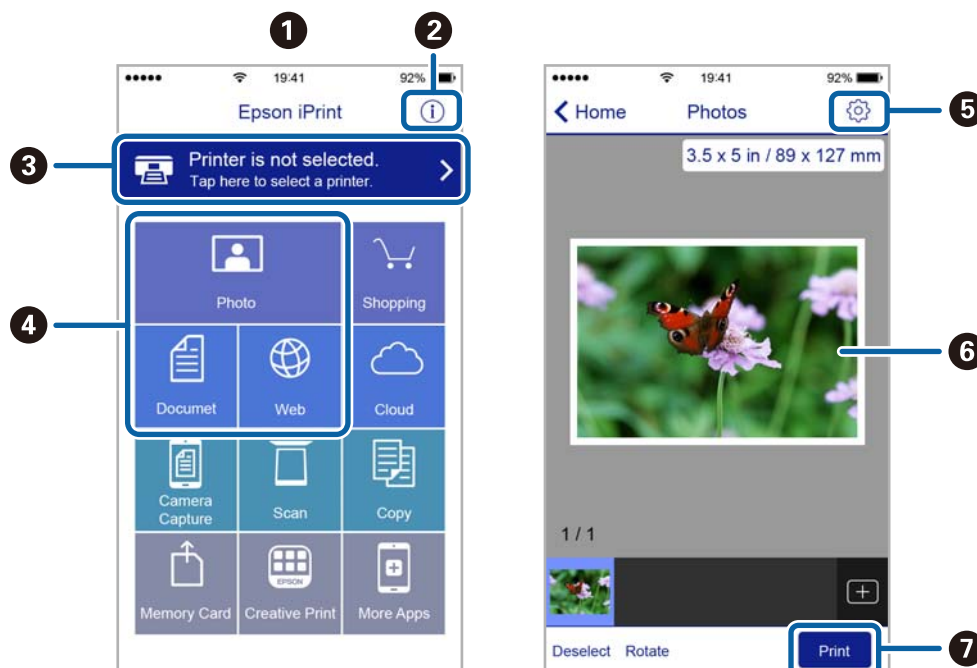 1
2
19:41
92%
Epson iPrint
3
Printer is not selected.
Tap here to select a printer.
4
Photo
Shopping
Documet
Web
Cloud
Camera
Capture
Scan
Copy
EPSON
Memory Card
Creative Print
More Apps
19:41
92%
Home
Photos
5
3.5 x 5 in / 89 x 127 mm
6
1 / 1
Deselect
Rotate
Print
7